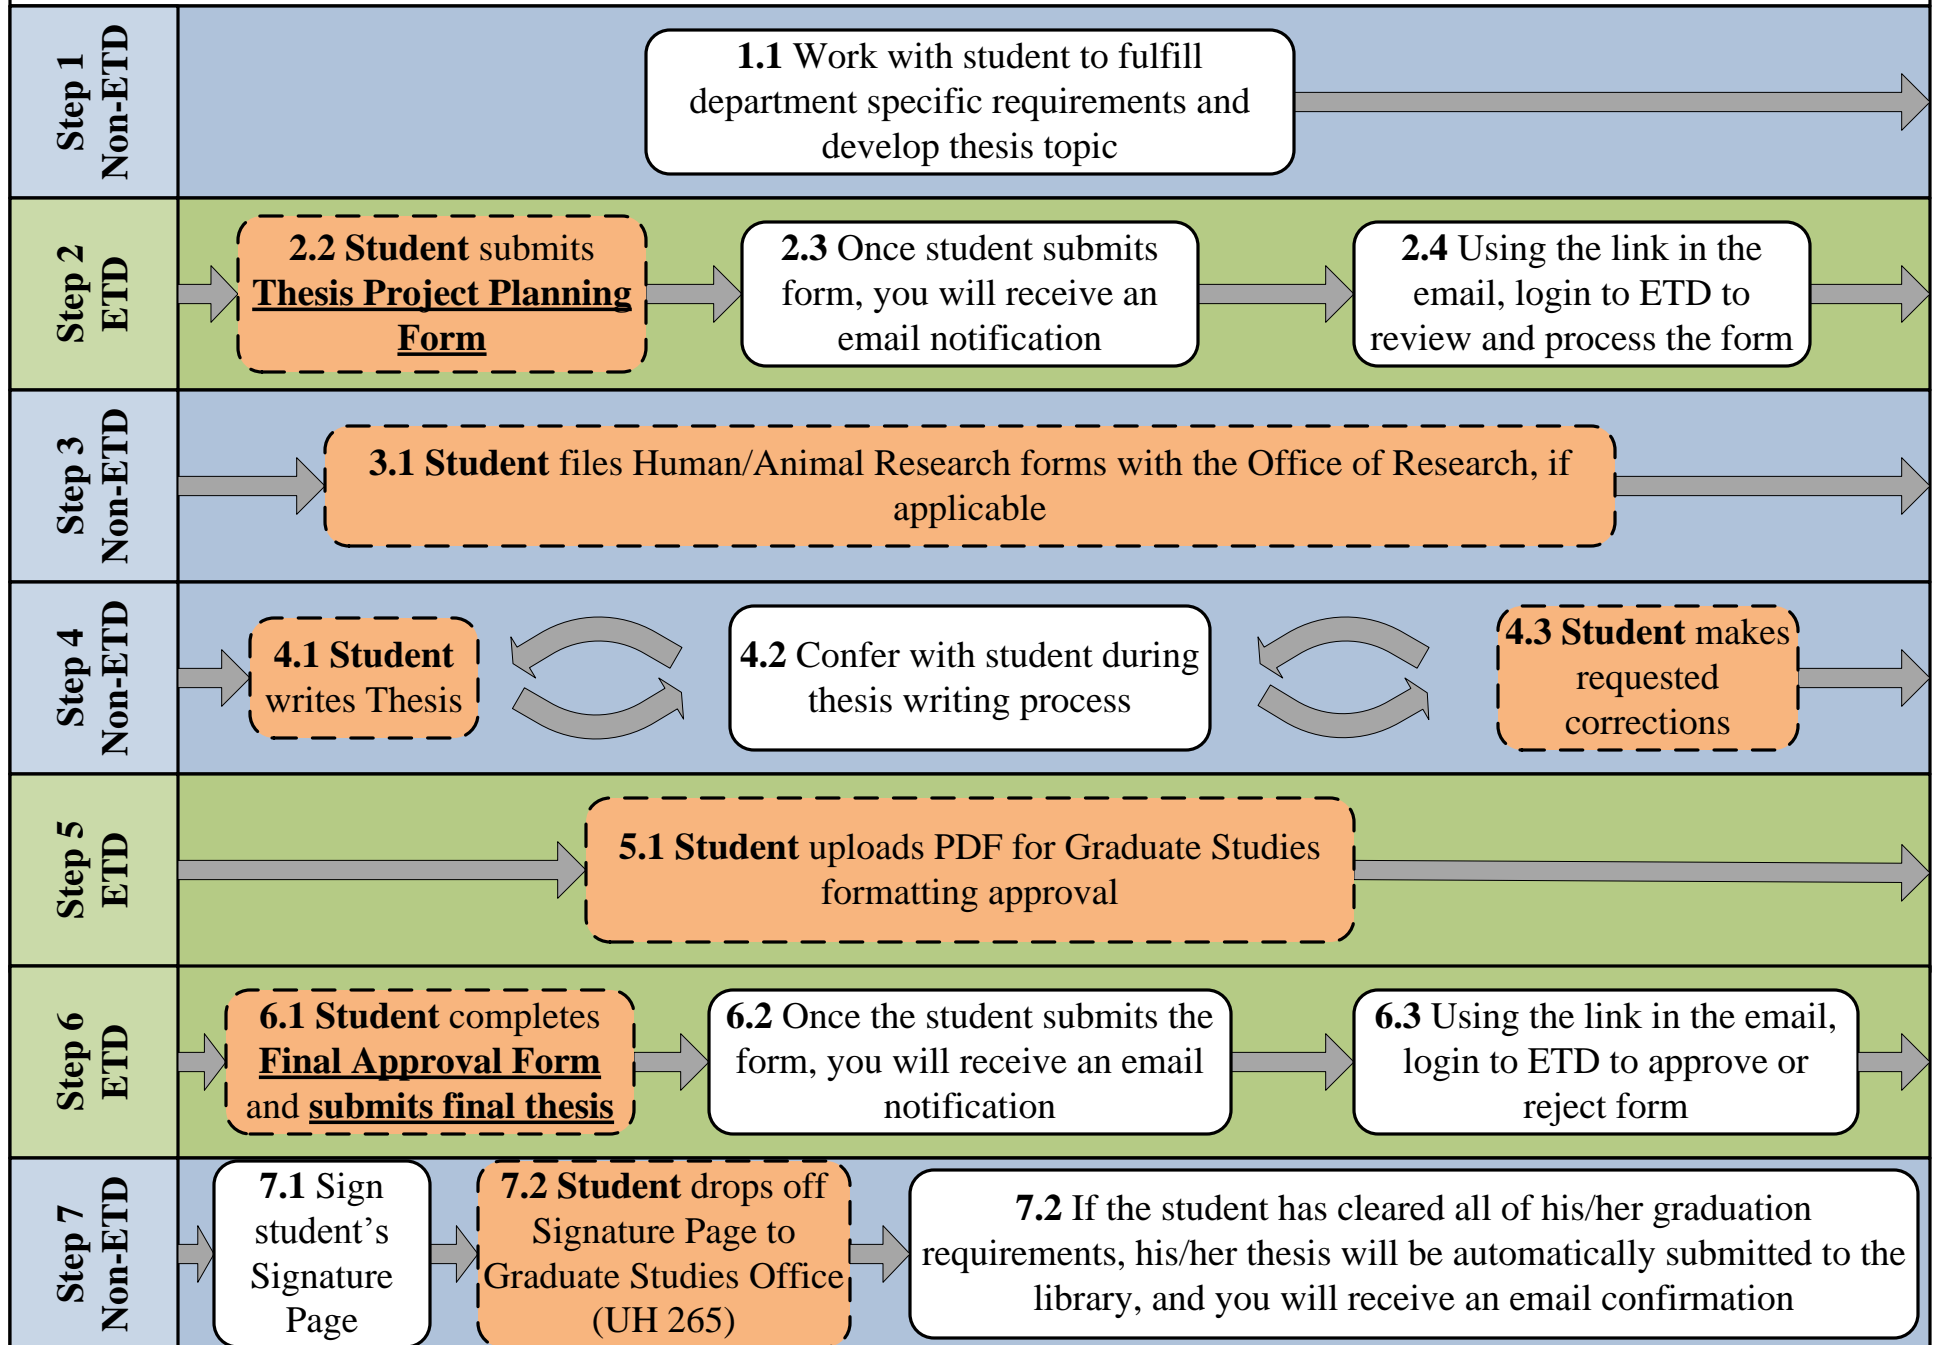 Step 1
Non-ETD
1.1 Work with student to fulfill
department specific requirements and
develop thesis topic
Step 2
ETD
2.2 Student submits
Thesis Project Planning
Form
2.3 Once student submits
form, you will receive an
email notification
2.4 Using the link in the
email, login to ETD to
review and process the form
Step 3
Non-ETD
3.1 Student files Human/Animal Research forms with the Office of Research, if
applicable
Step 4
Non-ETD
4.1 Student
writes Thesis
4.2 Confer with student during
thesis writing process
4.3 Student makes
requested
corrections
Step 5
ETD
5.1 Student uploads PDF for Graduate Studies
formatting approval
Step 6
ETD
6.1 Student completes
Final Approval Form
and submits final thesis
6.2 Once the student submits the
form, you will receive an email
notification
6.3 Using the link in the email,
login to ETD to approve or
reject form
Step 7
Non-ETD
7.1 Sign
student’s
Signature
Page
7.2 Student drops off
Signature Page to
Graduate Studies Office
(UH 265)
7.2 If the student has cleared all of his/her graduation
requirements, his/her thesis will be automatically submitted to the
library, and you will receive an email confirmation